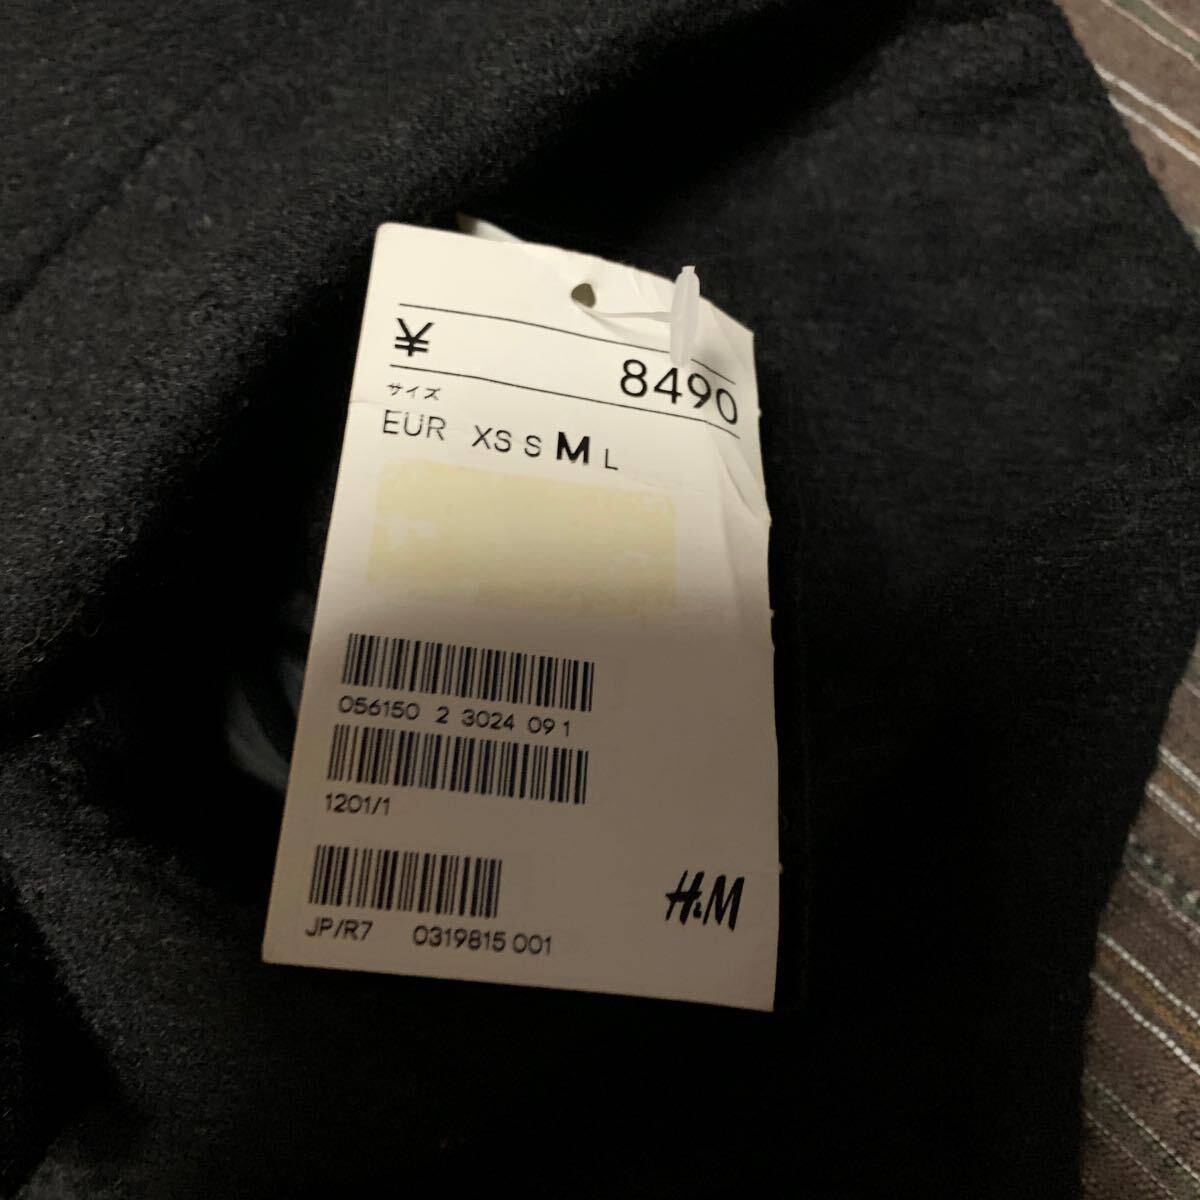 ¥ 8490
サイズ
EUR XS S M L
056150 2 3024 09 1
1201/1
JP/R7 0319815 001
H&M